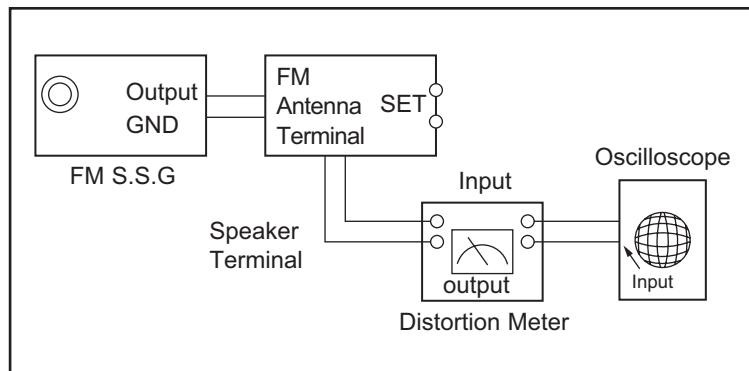 Output
GND
FM S.S.G
FM
Antenna
Terminal
SET
Speaker
Terminal
Input
output
Distortion Meter
Oscilloscope
Input